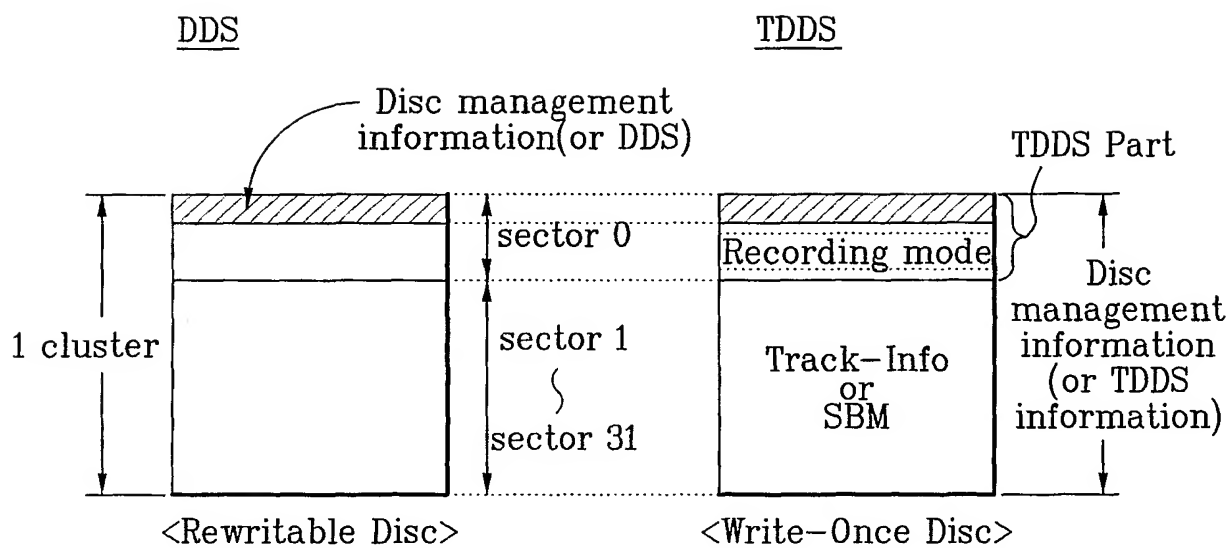 DDS
TDDS
Disc management
information(or DDS)
TDDS Part
sector 0
Recording mode
1 cluster
sector 1
sector 31
Track-Info
or
SBM
Disc
management
information
(or TDDS
information)
<Rewritable Disc>
<Write-Once Disc>